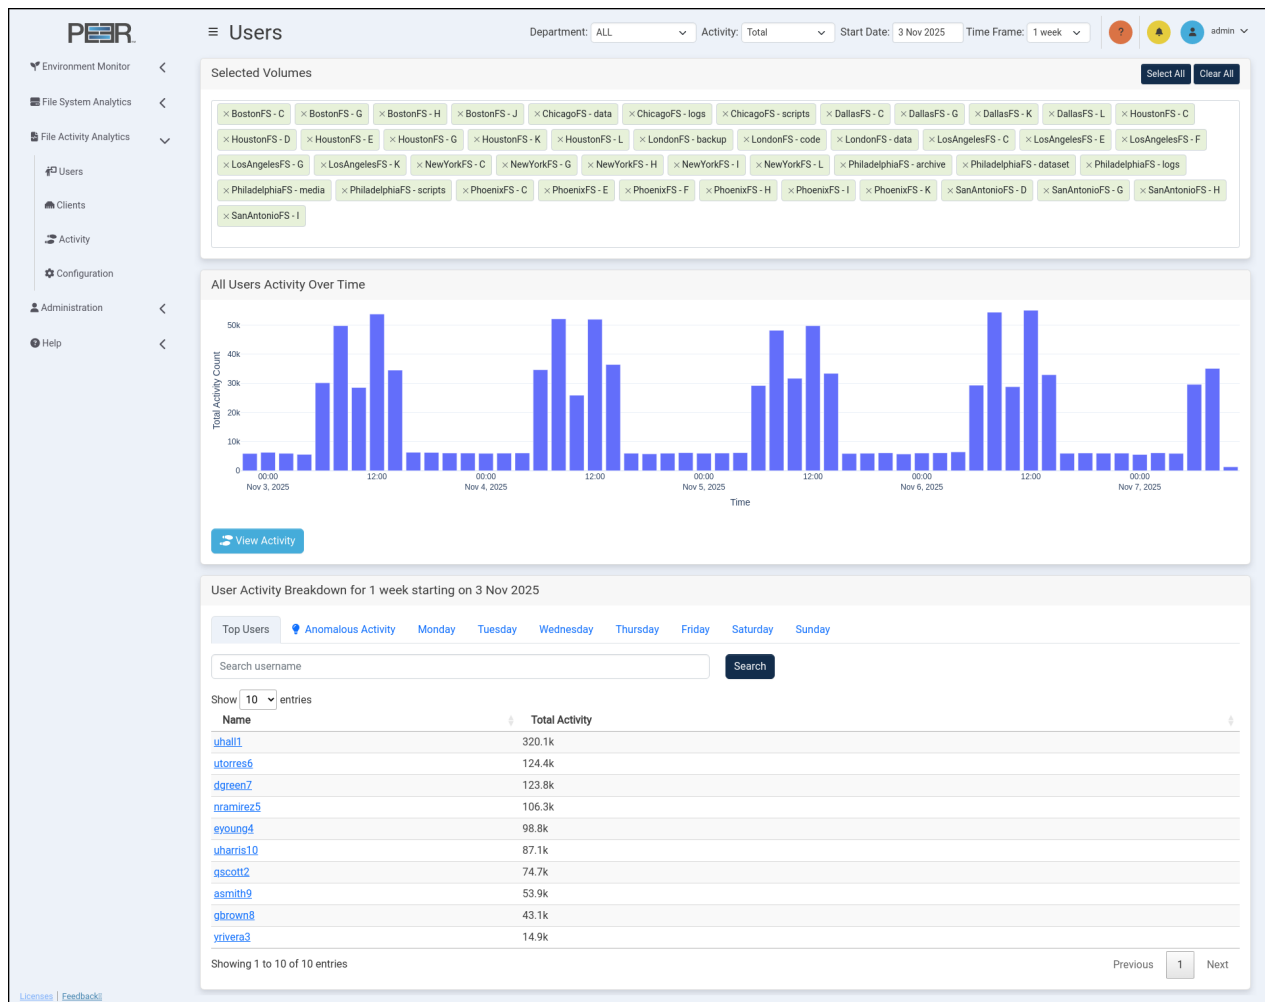 PEER
Users
Department: ALL Activity: Total Start Date: 3 Nov 2025 Time Frame: 1 week ? admin
Environment Monitor
File System Analytics
File Activity Analytics
Users
Clients
Activity
Configuration
Administration
Help
Selected Volumes
Select All Clear All
× BostonFS - C × BostonFS - G × BostonFS - H × BostonFS - J × ChicagoFS - data × ChicagoFS - logs × ChicagoFS - scripts × DallasFS - C × DallasFS - G × DallasFS - K × DallasFS - L × HoustonFS - C
× HoustonFS - D × HoustonFS - E × HoustonFS - G × HoustonFS - K × HoustonFS - L × LondonFS - backup × LondonFS - code × LondonFS - data × LosAngelesFS - C × LosAngelesFS - E × LosAngelesFS - F
× LosAngelesFS - G × LosAngelesFS - K × NewYorkFS - C × NewYorkFS - G × NewYorkFS - H × NewYorkFS - I × NewYorkFS - L × PhiladelphiaFS - archive × PhiladelphiaFS - dataset × PhiladelphiaFS - logs
× PhiladelphiaFS - media × PhiladelphiaFS - scripts × PhoenixFS - C × PhoenixFS - E × PhoenixFS - F × PhoenixFS - H × PhoenixFS - I × PhoenixFS - K × SanAntonioFS - D × SanAntonioFS - G × SanAntonioFS - H
× SanAntonioFS - I
All Users Activity Over Time
Total Activity Count
50k
40k
30k
20k
10k
0
00:00 12:00 00:00 12:00 00:00 12:00 00:00 12:00 00:00
Nov 3, 2025 Nov 4, 2025 Nov 5, 2025 Nov 6, 2025 Nov 7, 2025
Time
View Activity
User Activity Breakdown for 1 week starting on 3 Nov 2025
Top Users Anomalous Activity Monday Tuesday Wednesday Thursday Friday Saturday Sunday
Search username Search
Show 10 entries
Name Total Activity
uhall1 320.1k
utorres6 124.4k
dgreen7 123.8k
nramirez5 106.3k
eyoung4 98.8k
uharris10 87.1k
qscott2 74.7k
asmith9 53.9k
gbrown8 43.1k
yrivera3 14.9k
Showing 1 to 10 of 10 entries
Previous 1 Next
Licenses | Feedback